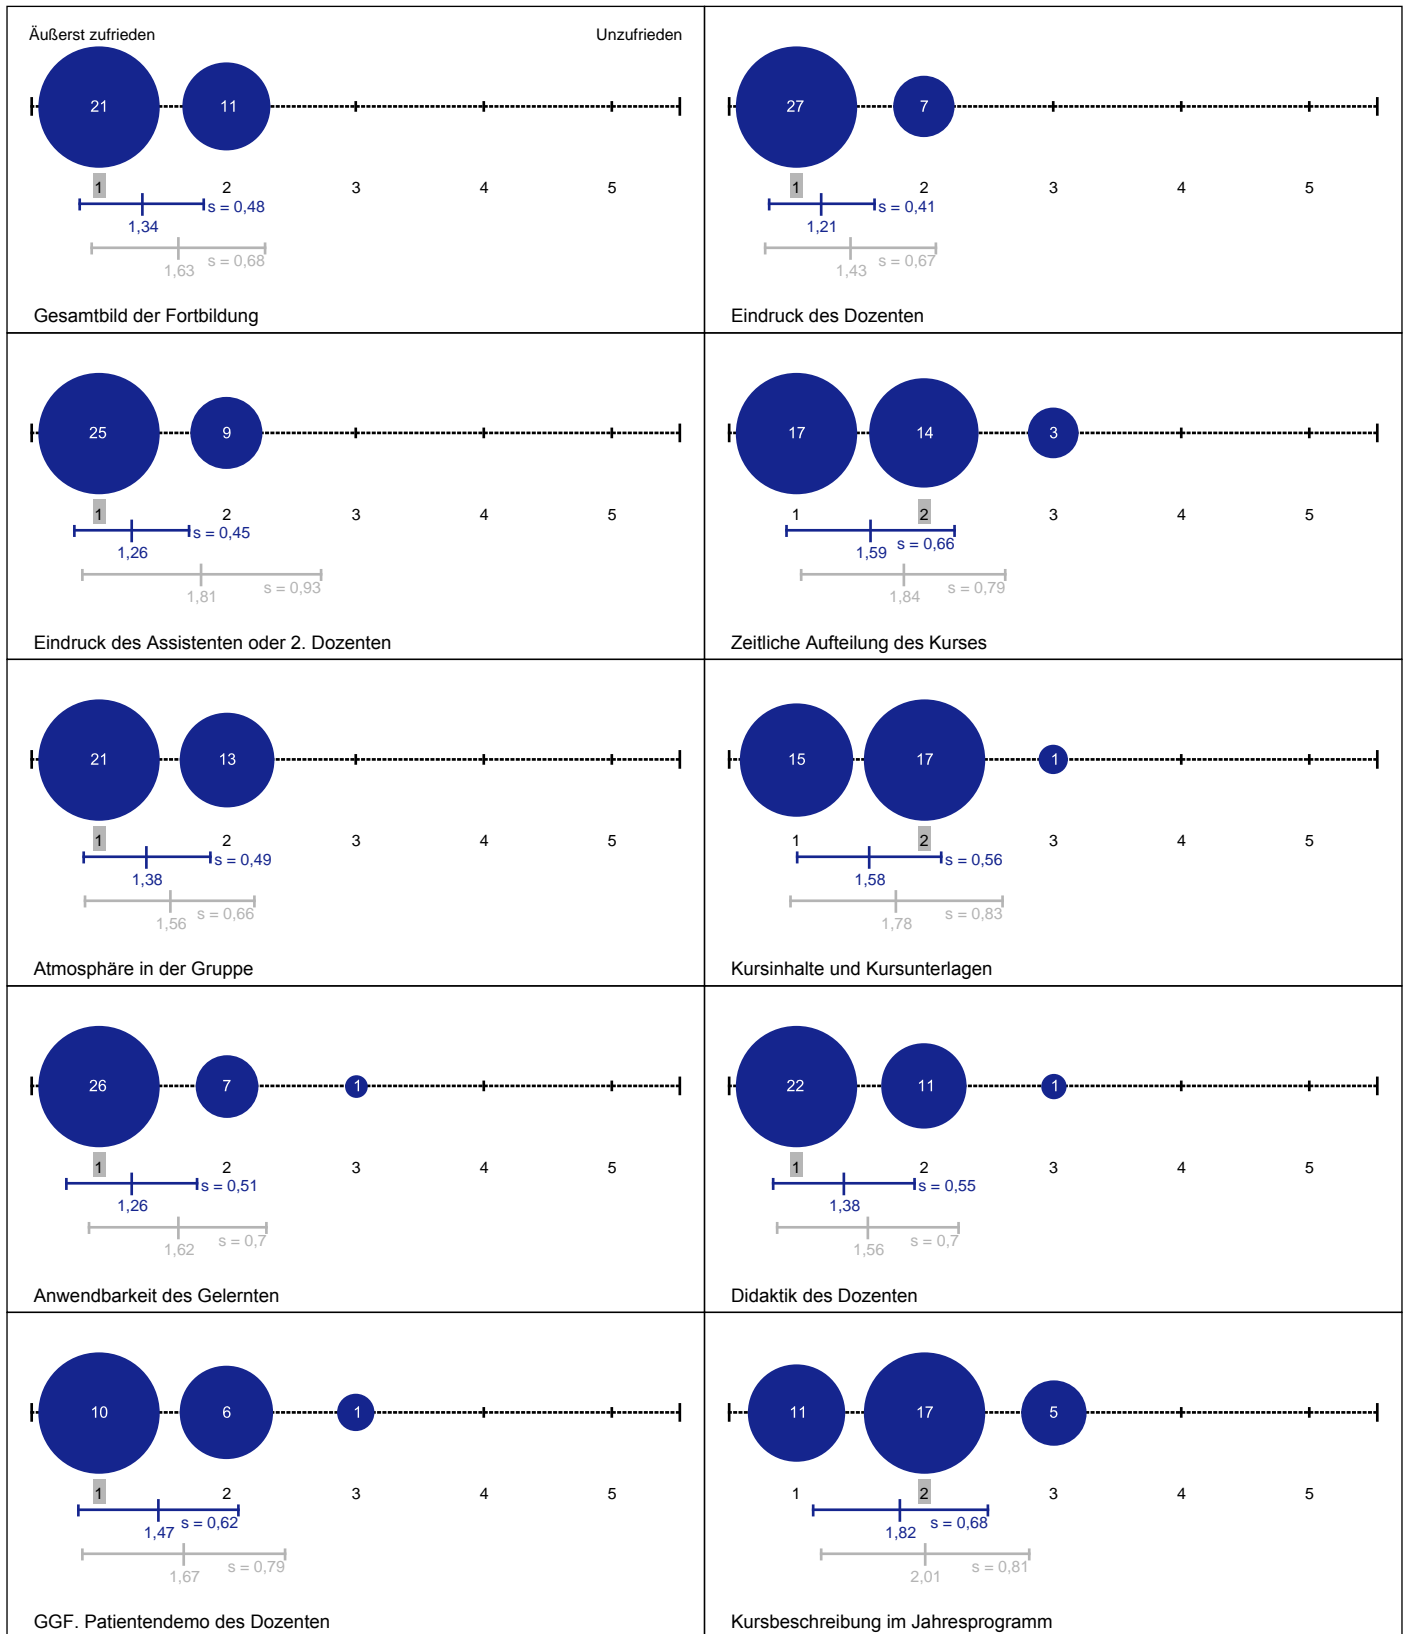 Äußerst zufrieden Unzufrieden
21 11
1 2 3 4 5
s = 0,48
1,34
s = 0,68
1,63
Gesamtbild der Fortbildung
27 7
1 2 3 4 5
s = 0,41
1,21
s = 0,67
1,43
Eindruck des Dozenten
25 9
1 2 3 4 5
s = 0,45
1,26
s = 0,93
1,81
Eindruck des Assistenten oder 2. Dozenten
17 14 3
1 2 3 4 5
s = 0,66
1,59
s = 0,79
1,84
Zeitliche Aufteilung des Kurses
21 13
1 2 3 4 5
s = 0,49
1,38
s = 0,66
1,56
Atmosphäre in der Gruppe
15 17 1
1 2 3 4 5
s = 0,56
1,58
s = 0,83
1,78
Kursinhalte und Kursunterlagen
26 7 1
1 2 3 4 5
s = 0,51
1,26
s = 0,7
1,62
Anwendbarkeit des Gelernten
22 11 1
1 2 3 4 5
s = 0,55
1,38
s = 0,7
1,56
Didaktik des Dozenten
10 6 1
1 2 3 4 5
s = 0,62
1,47
s = 0,79
1,67
GGF. Patientendemo des Dozenten
11 17 5
1 2 3 4 5
s = 0,68
1,82
s = 0,81
2,01
Kursbeschreibung im Jahresprogramm